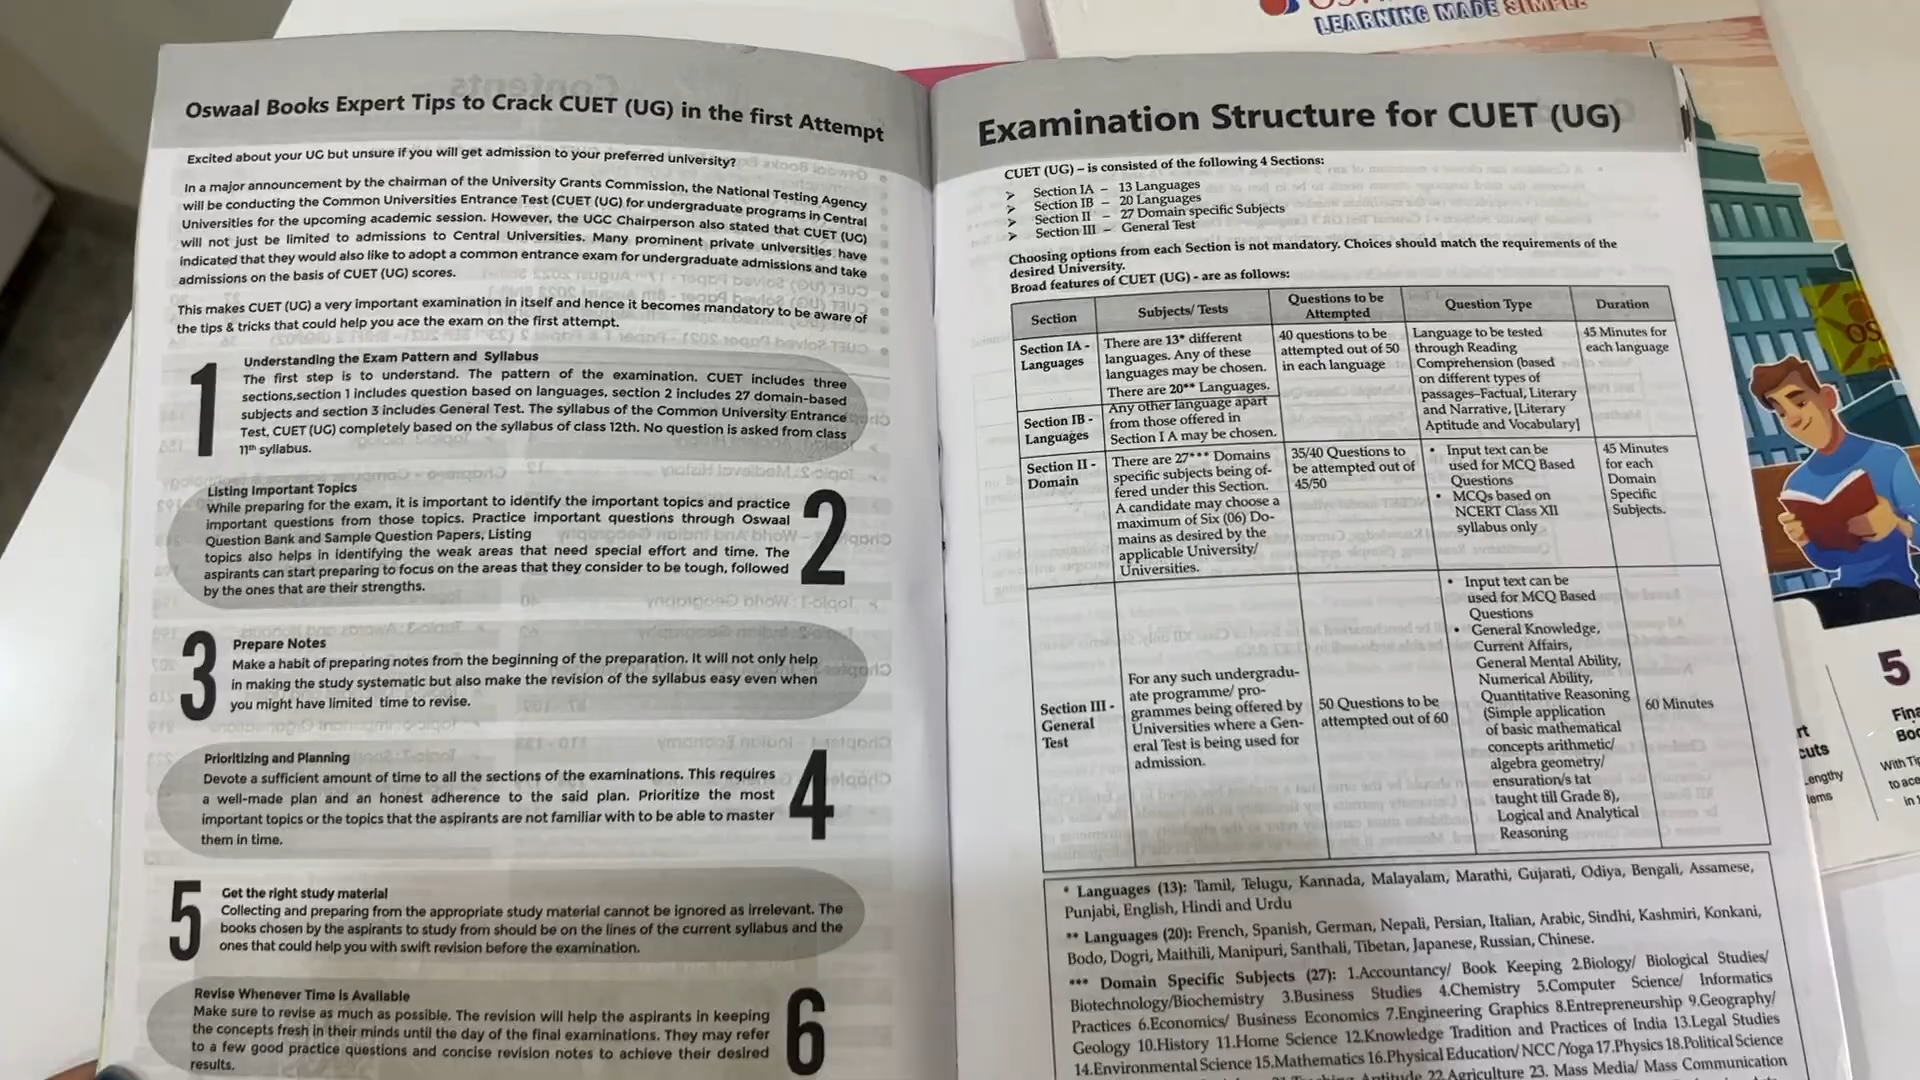 Oswaal Books Expert Tips to Crack CUET (UG) in the first Attempt
Excited about your UG but unsure if you will get admission to your preferred university?
In a major announcement by the chairman of the University Grants Commission, the National Testing Agency
will be conducting the Common Universities Entrance Test (CUET (UG) for undergraduate programs in Central
Universities for the upcoming academic session. However, the UGC Chairperson also stated that CUET (UG)
will not just be limited to admissions to Central Universities. Many prominent private universities have
indicated that they would also like to adopt a common entrance exam for undergraduate admissions and take
admissions on the basis of CUET (UG) scores.
This makes CUET (UG) a very important examination in itself and hence it becomes mandatory to be aware of
the tips & tricks that could help you ace the exam on the first attempt.
1
Understanding the Exam Pattern and Syllabus
The first step is to understand. The pattern of the examination. CUET includes three
sections,section 1 includes question based on languages, section 2 includes 27 domain-based
subjects and section 3 includes General Test. The syllabus of the Common University Entrance
Test, CUET (UG) completely based on the syllabus of class 12th. No question is asked from class
11th syllabus.
2
Listing Important Topics
While preparing for the exam, it is important to identify the important topics and practice
important questions from those topics. Practice important questions through Oswaal
Question Bank and Sample Question Papers, Listing
topics also helps in identifying the weak areas that need special effort and time. The
aspirants can start preparing to focus on the areas that they consider to be tough, followed
by the ones that are their strengths.
3
Prepare Notes
Make a habit of preparing notes from the beginning of the preparation. It will not only help
in making the study systematic but also make the revision of the syllabus easy even when
you might have limited time to revise.
4
Prioritizing and Planning
Devote a sufficient amount of time to all the sections of the examinations. This requires
a well-made plan and an honest adherence to the said plan. Prioritize the most
important topics or the topics that the aspirants are not familiar with to be able to master
them in time.
5
Get the right study material
Collecting and preparing from the appropriate study material cannot be ignored as irrelevant. The
books chosen by the aspirants to study from should be on the lines of the current syllabus and the
ones that could help you with swift revision before the examination.
6
Revise Whenever Time is Available
Make sure to revise as much as possible. The revision will help the aspirants in keeping
the concepts fresh in their minds until the day of the final examinations. They may refer
to a few good practice questions and concise revision notes to achieve their desired
results.
Examination Structure for CUET (UG)
CUET (UG) – is consisted of the following 4 Sections:
➢ Section IA – 13 Languages
➢ Section IB – 20 Languages
➢ Section II – 27 Domain specific Subjects
➢ Section III – General Test
Choosing options from each Section is not mandatory. Choices should match the requirements of the
desired University.
Broad features of CUET (UG) - are as follows:
Section
Subjects/ Tests
Questions to be
Attempted
Question Type
Duration
Section IA -
Languages
There are 13* different
languages. Any of these
languages may be chosen.
40 questions to be
attempted out of 50
in each language
Language to be tested
through Reading
Comprehension (based
on different types of
passages–Factual, Literary
and Narrative, [Literary
Aptitude and Vocabulary]
45 Minutes for
each language
Section IB -
Languages
There are 20** Languages.
Any other language apart
from those offered in
Section I A may be chosen.
Section II -
Domain
There are 27*** Domains
specific subjects being of-
fered under this Section.
A candidate may choose a
maximum of Six (06) Do-
mains as desired by the
applicable University/
Universities.
35/40 Questions to
be attempted out of
45/50
• Input text can be
used for MCQ Based
Questions
• MCQs based on
NCERT Class XII
syllabus only
45 Minutes
for each
Domain
Specific
Subjects.
Section III -
General
Test
For any such undergradu-
ate programme/ pro-
grammes being offered by
Universities where a Gen-
eral Test is being used for
admission.
50 Questions to be
attempted out of 60
• Input text can be
used for MCQ Based
Questions
• General Knowledge,
Current Affairs,
General Mental Ability,
Numerical Ability,
Quantitative Reasoning
(Simple application
of basic mathematical
concepts arithmetic/
algebra geometry/
ensuration/s tat
taught till Grade 8),
Logical and Analytical
Reasoning
60 Minutes
* Languages (13): Tamil, Telugu, Kannada, Malayalam, Marathi, Gujarati, Odiya, Bengali, Assamese,
Punjabi, English, Hindi and Urdu
** Languages (20): French, Spanish, German, Nepali, Persian, Italian, Arabic, Sindhi, Kashmiri, Konkani,
Bodo, Dogri, Maithili, Manipuri, Santhali, Tibetan, Japanese, Russian, Chinese.
*** Domain Specific Subjects (27): 1.Accountancy/ Book Keeping 2.Biology/ Biological Studies/
Biotechnology/Biochemistry 3.Business Studies 4.Chemistry 5.Computer Science/ Informatics
Practices 6.Economics/ Business Economics 7.Engineering Graphics 8.Entrepreneurship 9.Geography/
Geology 10.History 11.Home Science 12.Knowledge Tradition and Practices of India 13.Legal Studies
14.Environmental Science 15.Mathematics 16.Physical Education/ NCC /Yoga 17.Physics 18.Political Science
Aptitude 22.Agriculture 23. Mass Media/ Mass Communication
LEARNING MADE SIMPLE
OS
5
With
to ace